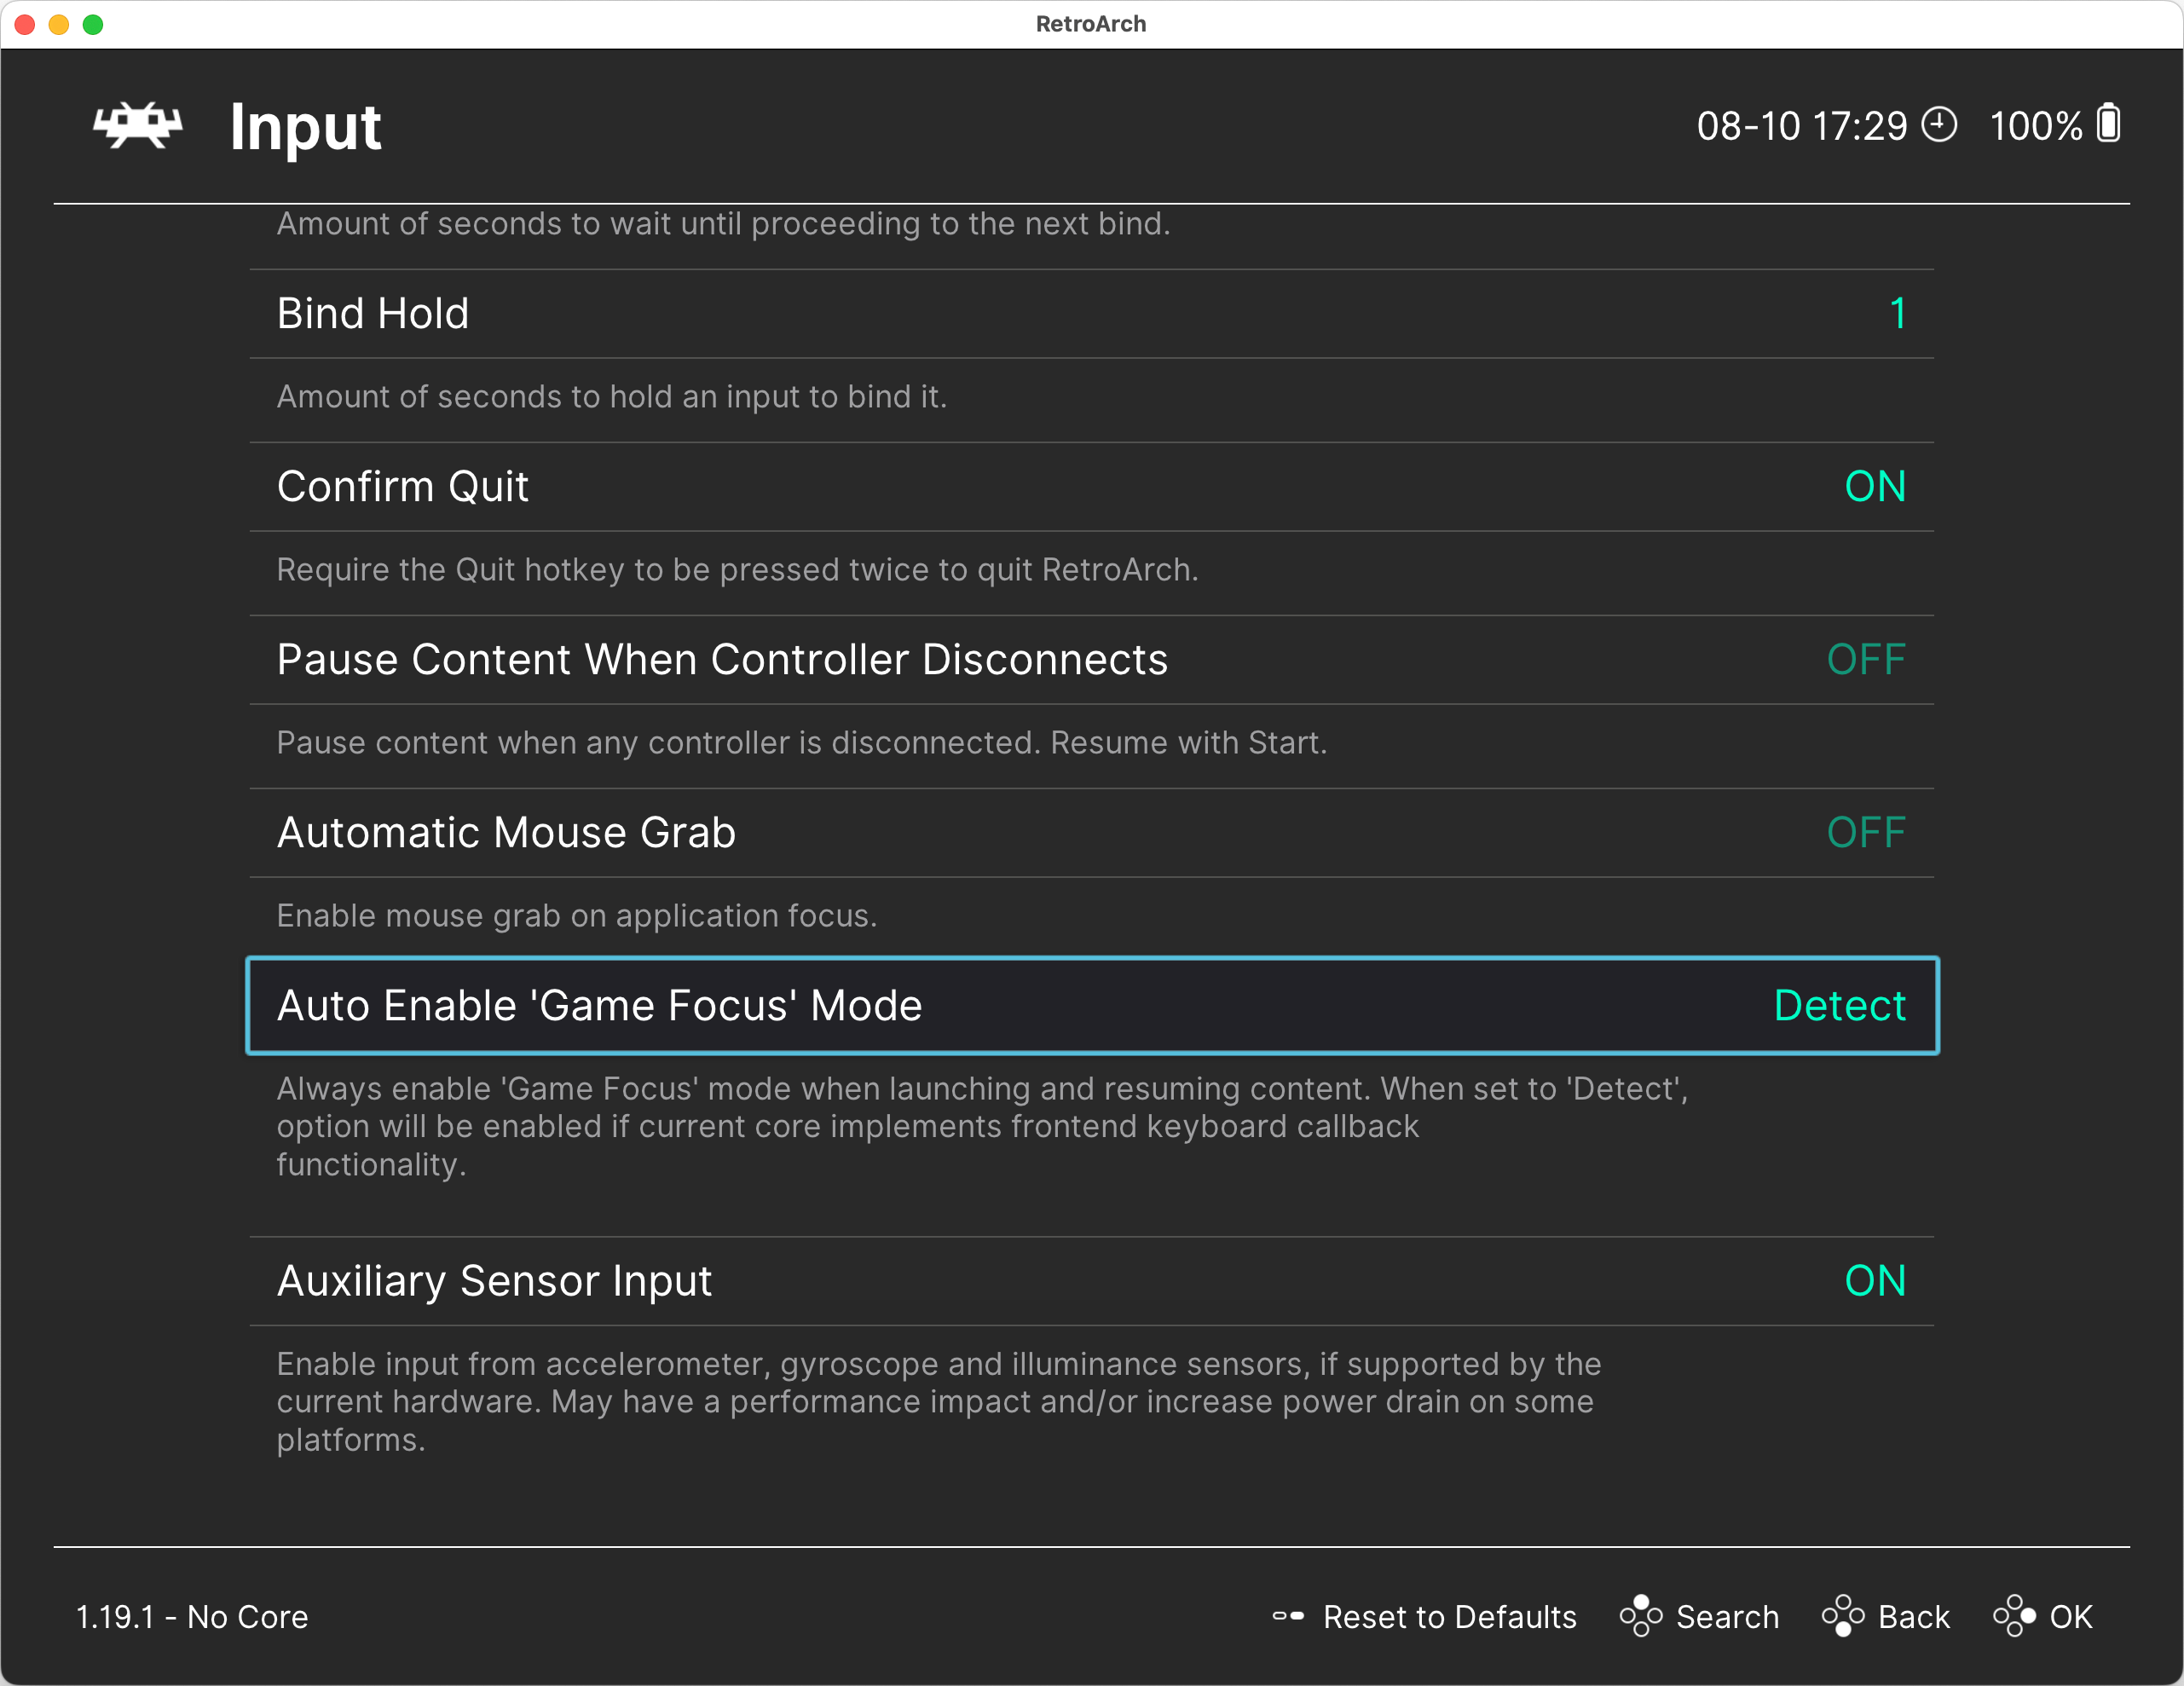 RetroArch
Input
08-10 17:29 100%
Amount of seconds to wait until proceeding to the next bind.
Bind Hold 1
Amount of seconds to hold an input to bind it.
Confirm Quit ON
Require the Quit hotkey to be pressed twice to quit RetroArch.
Pause Content When Controller Disconnects OFF
Pause content when any controller is disconnected. Resume with Start.
Automatic Mouse Grab OFF
Enable mouse grab on application focus.
Auto Enable 'Game Focus' Mode Detect
Always enable 'Game Focus' mode when launching and resuming content. When set to 'Detect',
option will be enabled if current core implements frontend keyboard callback
functionality.
Auxiliary Sensor Input ON
Enable input from accelerometer, gyroscope and illuminance sensors, if supported by the
current hardware. May have a performance impact and/or increase power drain on some
platforms.
1.19.1 - No Core Reset to Defaults Search Back OK